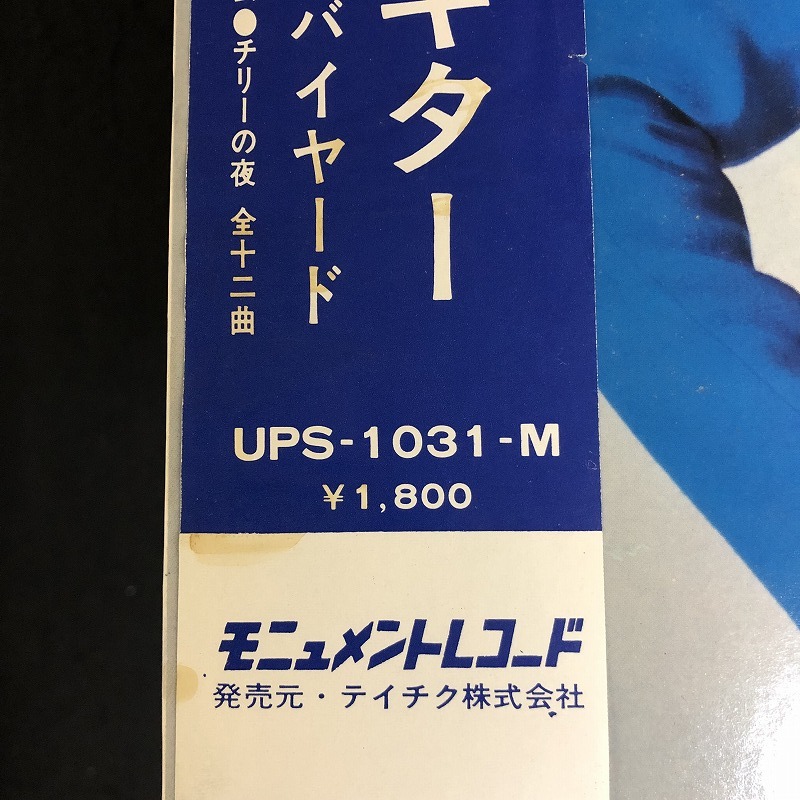 ギター
バイヤード
●チリーの夜 全十二曲
UPS-1031-M
¥1,800
モニュメントレコード
発売元・テイチク株式会社